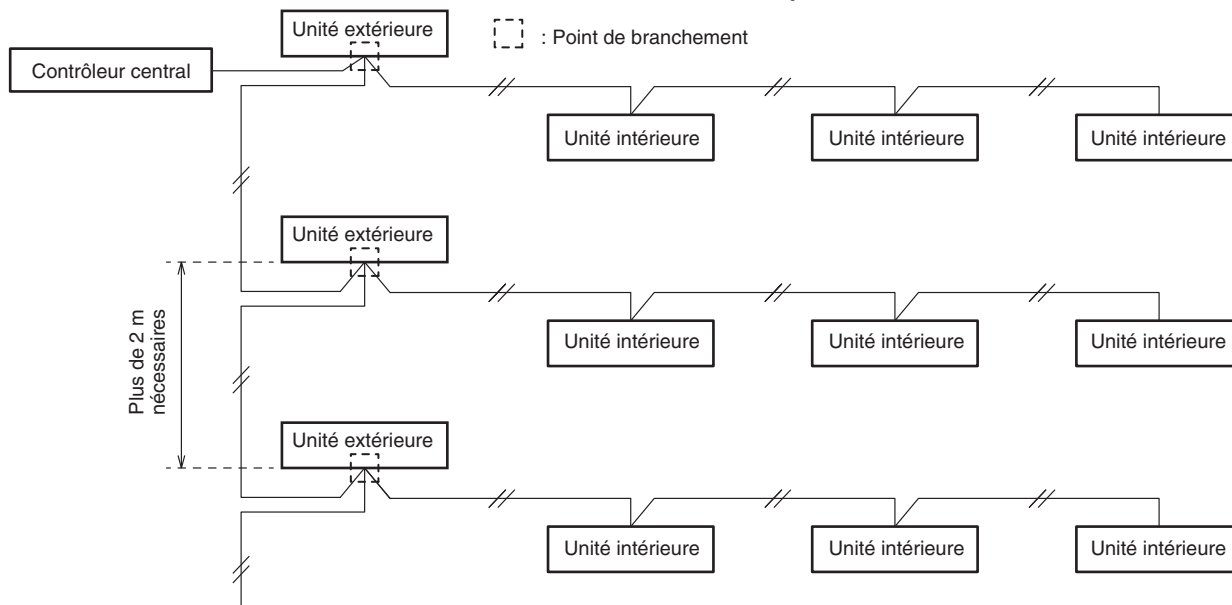 Unité extérieure
: Point de branchement
Contrôleur central
Unité intérieure
Unité intérieure
Unité intérieure
Unité extérieure
Plus de 2 m
nécessaires
Unité intérieure
Unité intérieure
Unité intérieure
Unité extérieure
Unité intérieure
Unité intérieure
Unité intérieure